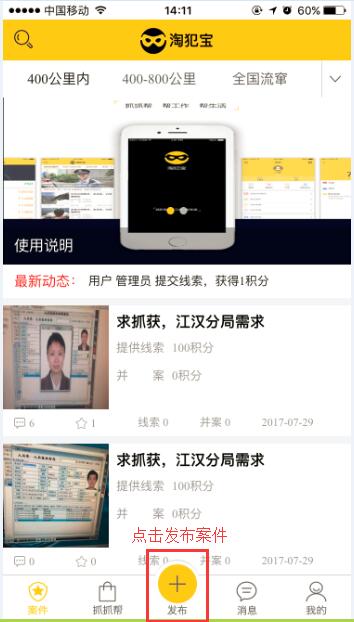 中国移动 14:11 60%
淘犯宝
400公里内 400-800公里 全国流窜
抓抓帮 帮工作 帮生活
淘犯宝
使用说明
最新动态： 用户 管理员 提交线索，获得1积分
求抓获，江汉分局需求
提供线索 100积分
并 案 0积分
6 1 线索 0 并案 0 2017-07-29
求抓获，江汉分局需求
提供线索 100积分
并 案 0积分
点击发布案件
0 0 线索 0 并案 0 2017-07-29
案件 抓抓帮 发布 消息 我的